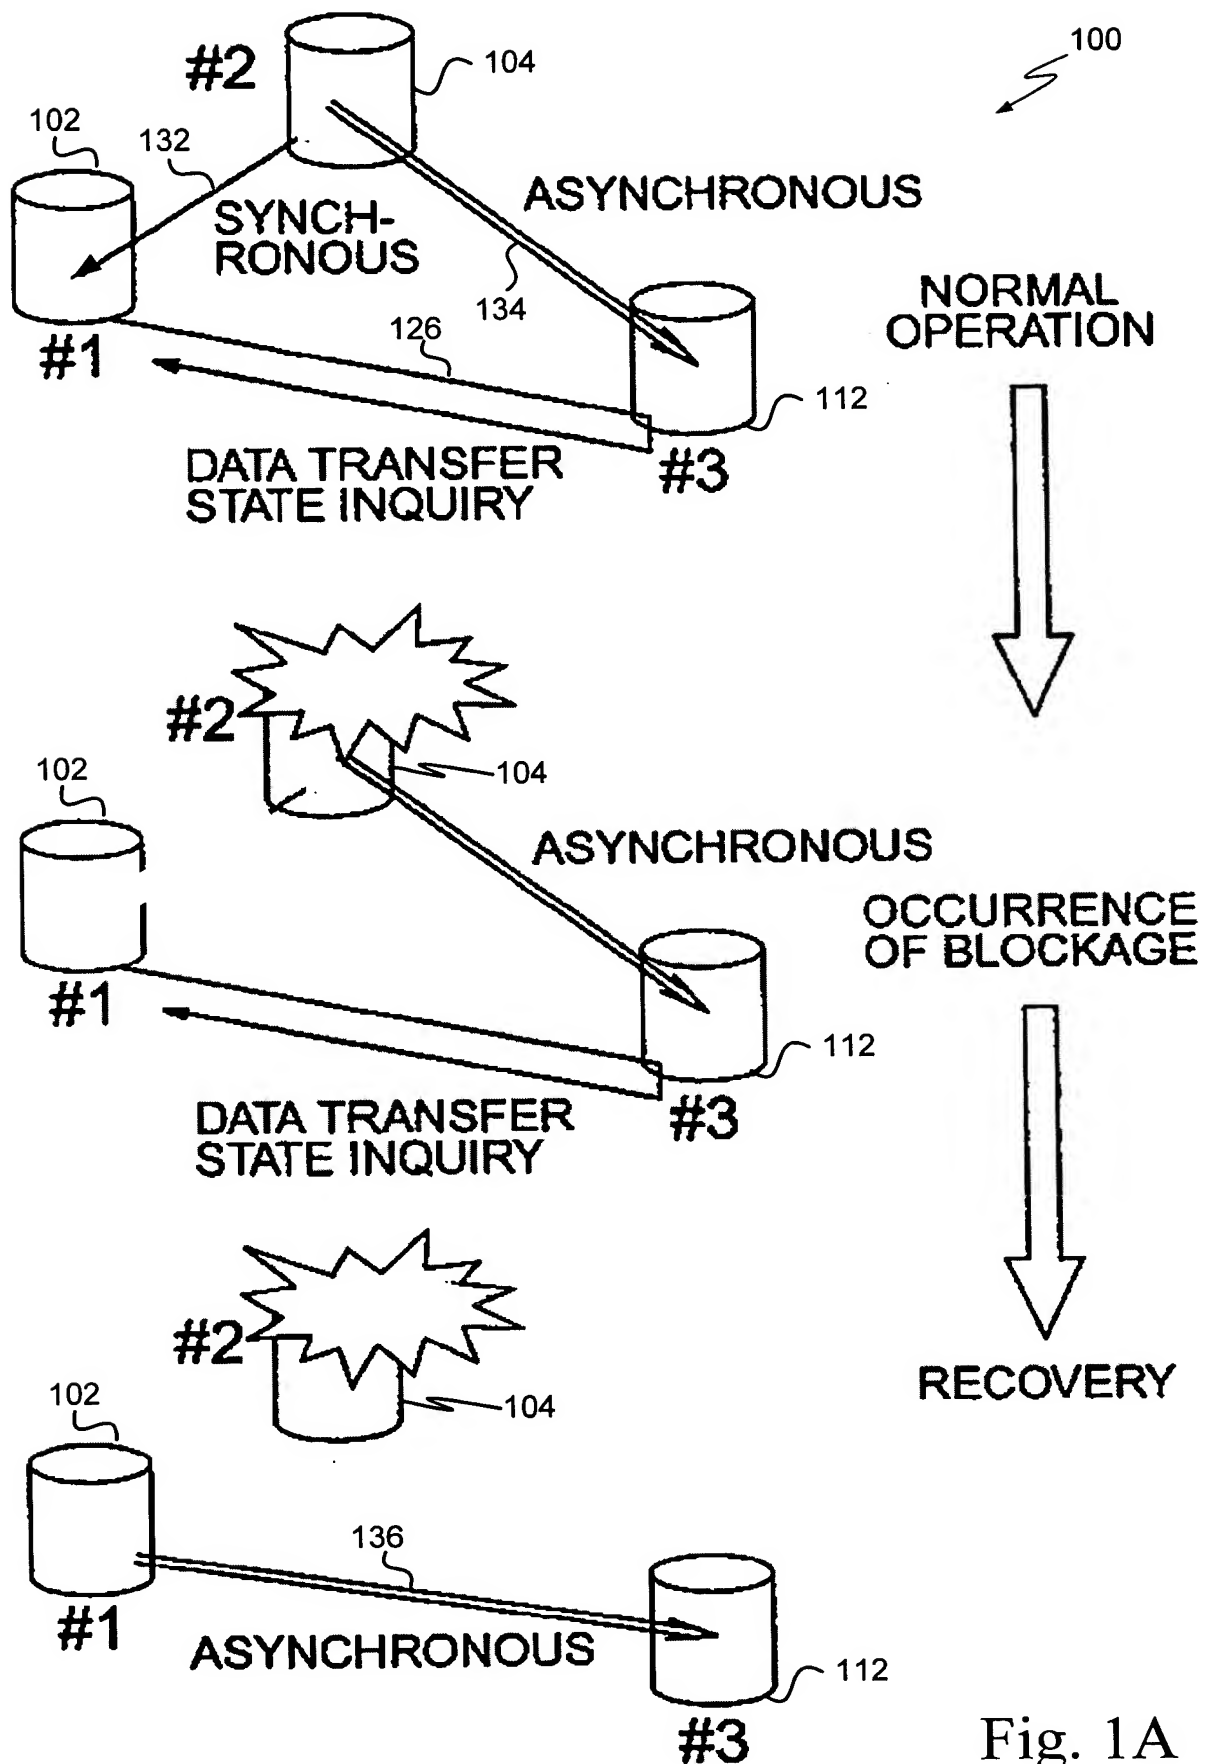 #2
104
100
102
132
ASYNCHRONOUS
SYNCH-
RONOUS
134
126
NORMAL
OPERATION
#1
112
DATA TRANSFER
STATE INQUIRY
#3
#2
104
102
ASYNCHRONOUS
OCCURRENCE
OF BLOCKAGE
#1
112
DATA TRANSFER
STATE INQUIRY
#3
#2
RECOVERY
104
102
136
#1
ASYNCHRONOUS
112
#3
Fig. 1A